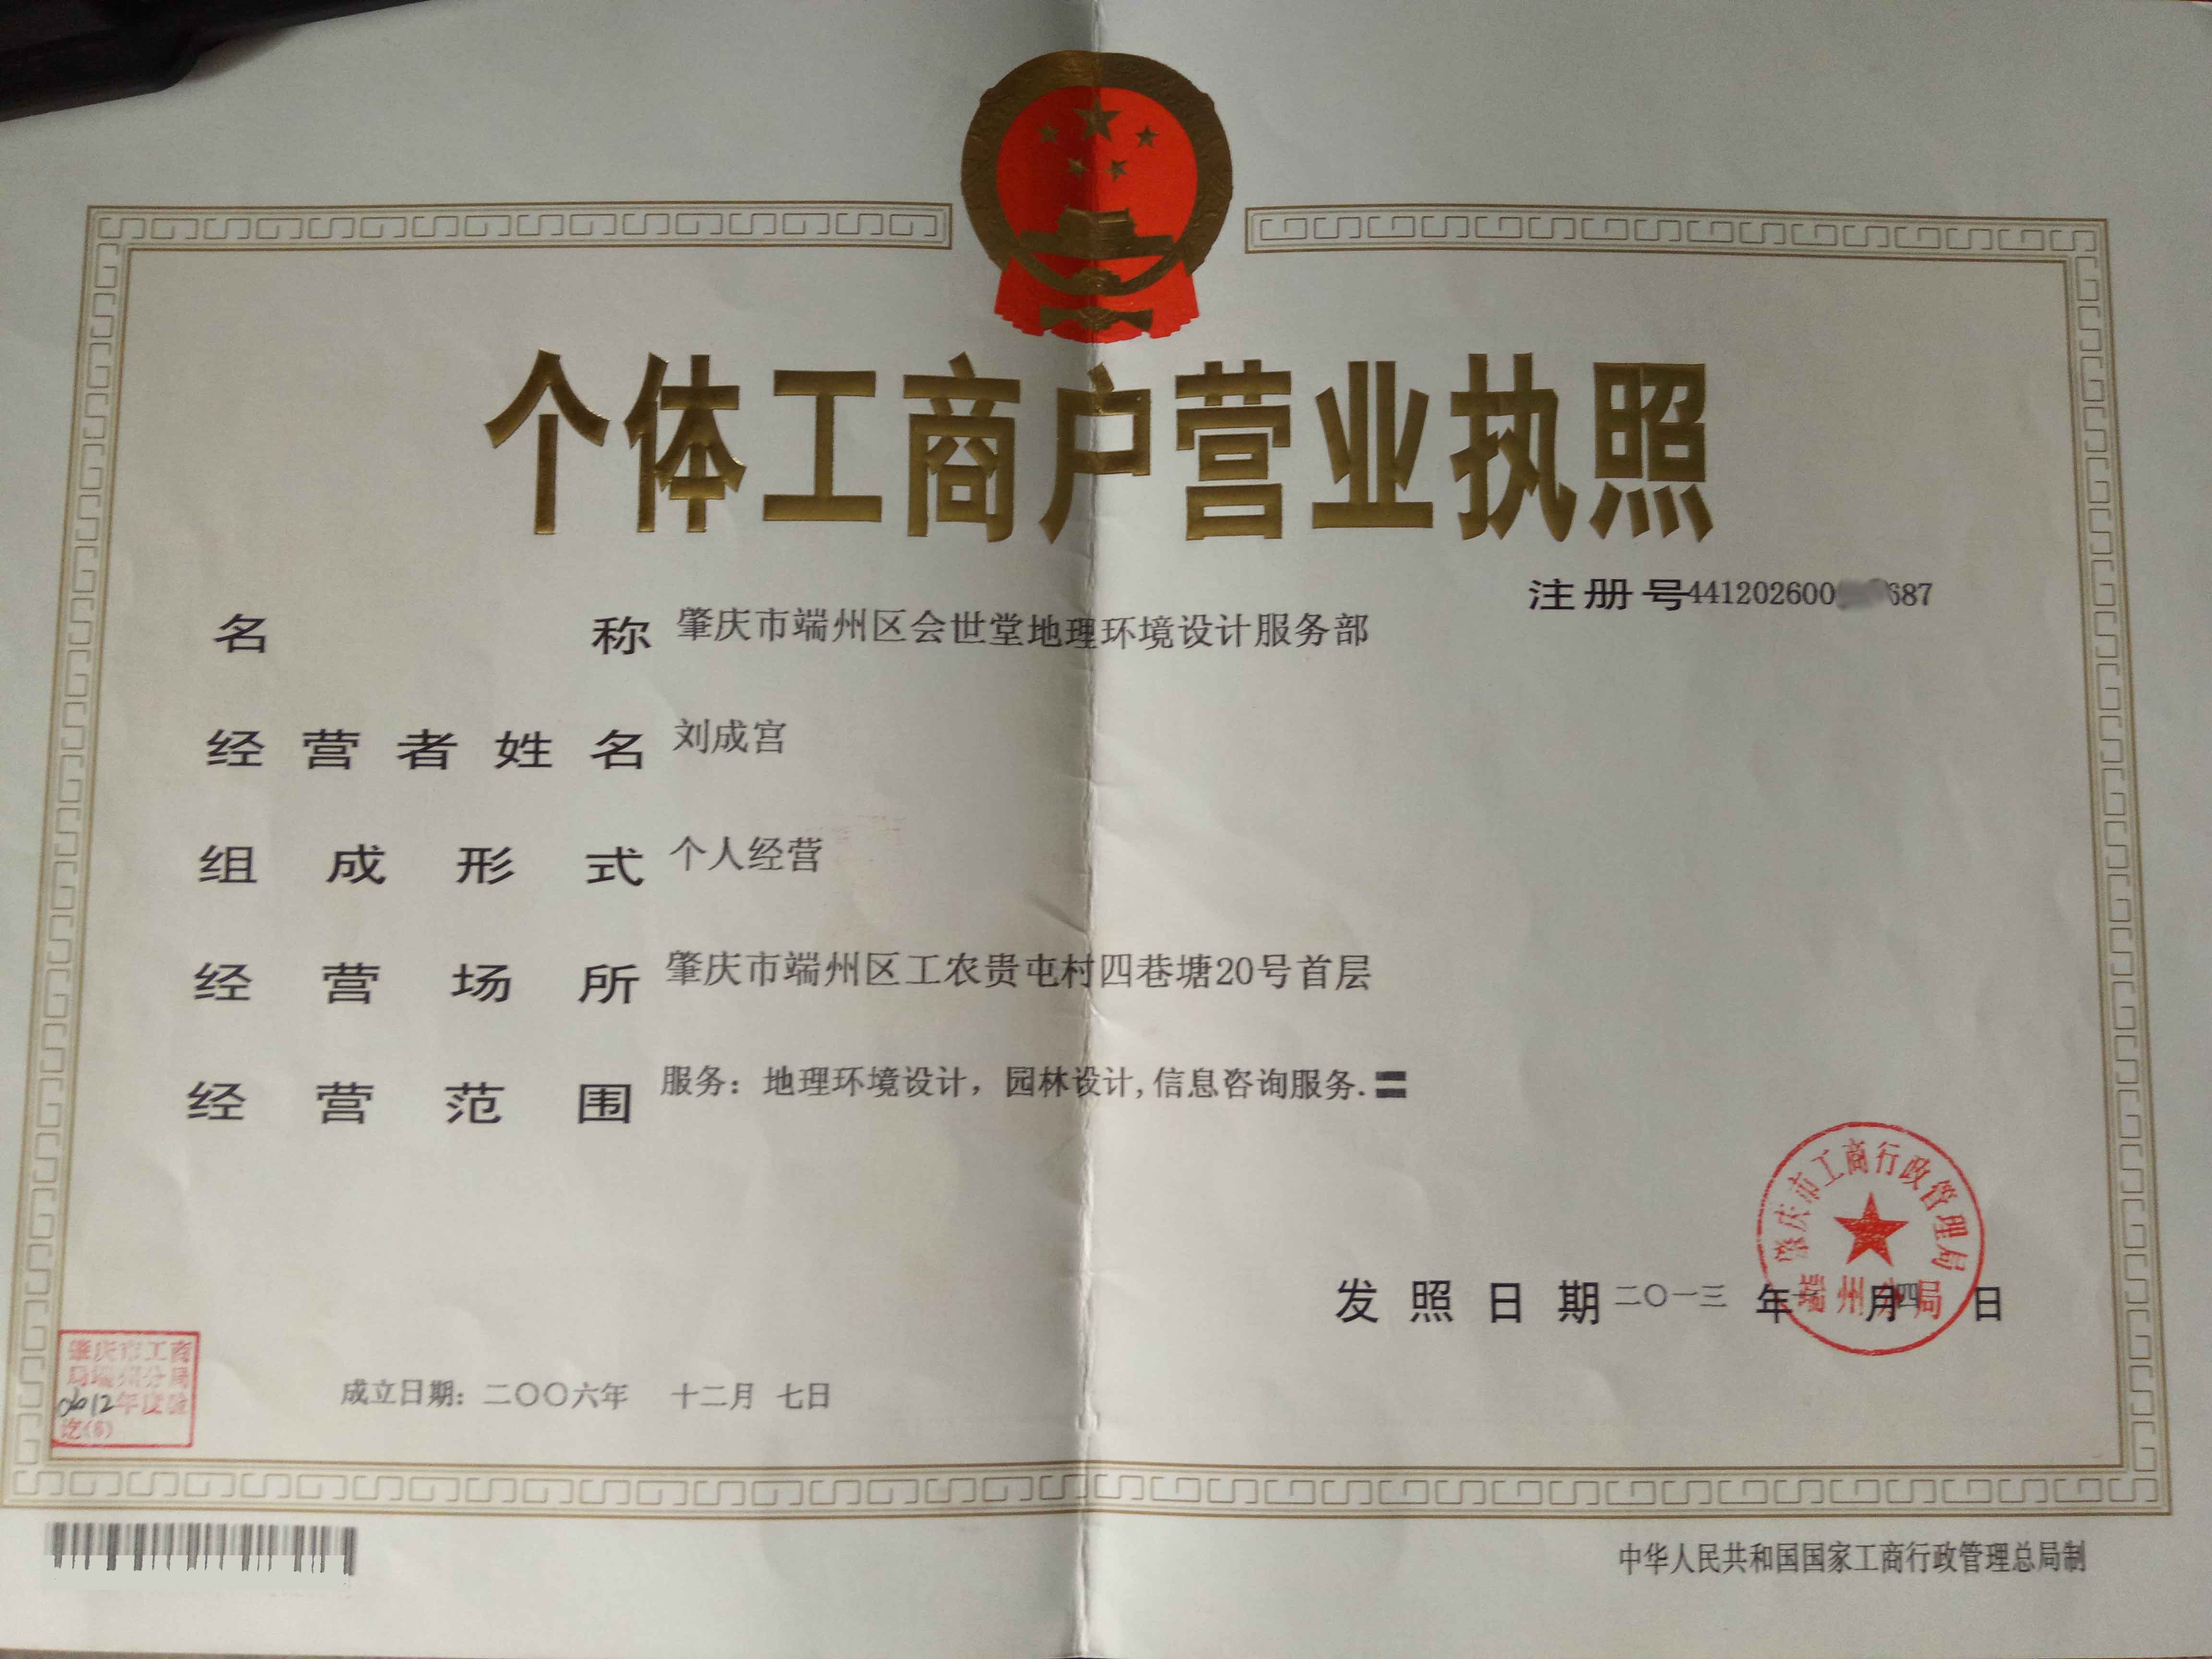 个体工商户营业执照
注册号441202600 687
名称 肇庆市端州区会世堂地理环境设计服务部
经营者姓名 刘成宫
组成形式 个人经营
经营场所 肇庆市端州区工农贵屯村四巷塘20号首层
经营范围 服务：地理环境设计，园林设计,信息咨询服务.
肇庆市工商行政管理局
端州分局
发照日期 二〇一三年 月四日
肇庆市工商
局端州分局
2012年度验
讫(6)
成立日期：二〇〇六年 十二月 七日
中华人民共和国国家工商行政管理总局制